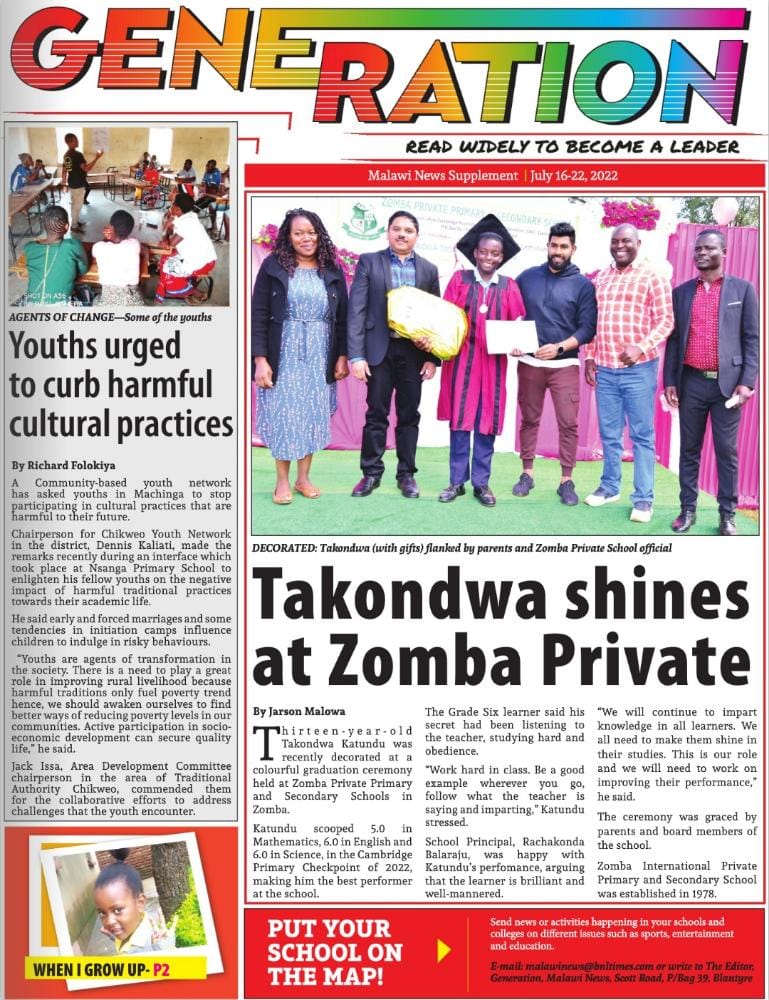 GENERATION
READ WIDELY TO BECOME A LEADER
Malawi News Supplement | July 16-22, 2022
SHOT ON A56
AGENTS OF CHANGE—Some of the youths
Youths urged
to curb harmful
cultural practices
By Richard Folokiya
A Community-based youth network
has asked youths in Machinga to stop
participating in cultural practices that are
harmful to their future.
Chairperson for Chikweo Youth Network
in the district, Dennis Kaliati, made the
remarks recently during an interface which
took place at Nsanga Primary School to
enlighten his fellow youths on the negative
impact of harmful traditional practices
towards their academic life.
He said early and forced marriages and some
tendencies in initiation camps influence
children to indulge in risky behaviours.
“Youths are agents of transformation in
the society. There is a need to play a great
role in improving rural livelihood because
harmful traditions only fuel poverty trend
hence, we should awaken ourselves to find
better ways of reducing poverty levels in our
communities. Active participation in socio-
economic development can secure quality
life,” he said.
Jack Issa, Area Development Committee
chairperson in the area of Traditional
Authority Chikweo, commended them
for the collaborative efforts to address
challenges that the youth encounter.
WHEN I GROW UP- P2
ZOMBA PRIVATE PRIMARY & SECONDARY SCHOOL
DECORATED: Takondwa (with gifts) flanked by parents and Zomba Private School official
Takondwa shines
at Zomba Private
By Jarson Malowa
Thirteen-year-old
Takondwa Katundu was
recently decorated at a
colourful graduation ceremony
held at Zomba Private Primary
and Secondary Schools in
Zomba.
Katundu scooped 5.0 in
Mathematics, 6.0 in English and
6.0 in Science, in the Cambridge
Primary Checkpoint of 2022,
making him the best performer
at the school.
The Grade Six learner said his
secret had been listening to
the teacher, studying hard and
obedience.
“Work hard in class. Be a good
example wherever you go,
follow what the teacher is
saying and imparting,” Katundu
stressed.
School Principal, Rachakonda
Balaraju, was happy with
Katundu’s perfomance, arguing
that the learner is brilliant and
well-mannered.
“We will continue to impart
knowledge in all learners. We
all need to make them shine in
their studies. This is our role
and we will need to work on
improving their performance,”
he said.
The ceremony was graced by
parents and board members of
the school.
Zomba International Private
Primary and Secondary School
was established in 1978.
PUT YOUR
SCHOOL ON
THE MAP!
Send news or activities happening in your schools and
colleges on different issues such as sports, entertainment
and education.
E-mail: malawinews@bnltimes.com or write to The Editor,
Generation, Malawi News, Scott Road, P/Bag 39, Blantyre